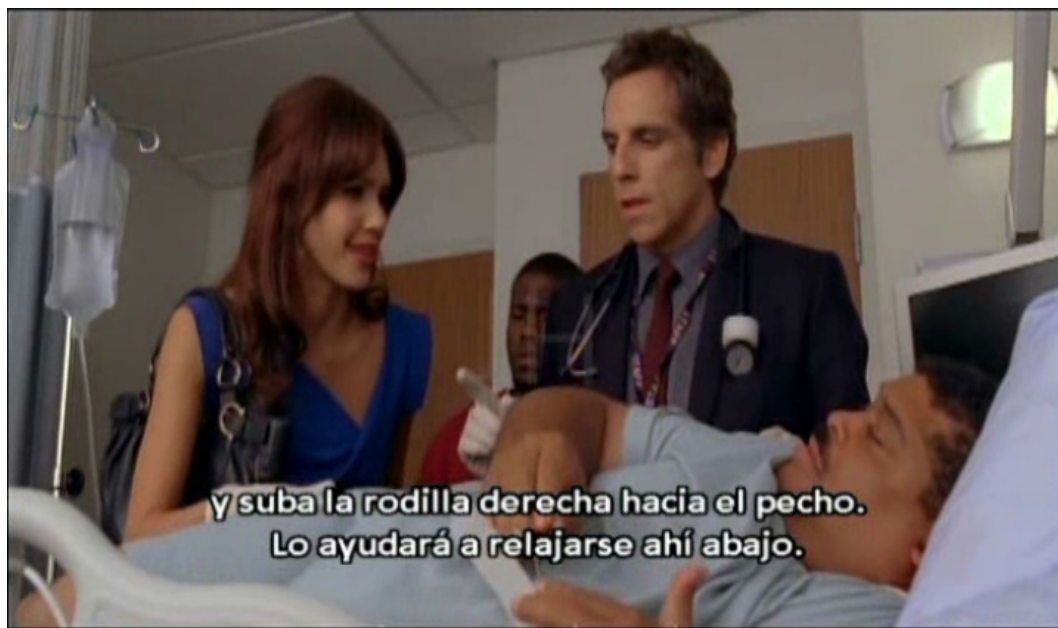 y suba la rodilla derecha hacia el pecho.
Lo ayudará a relajarse ahí abajo.